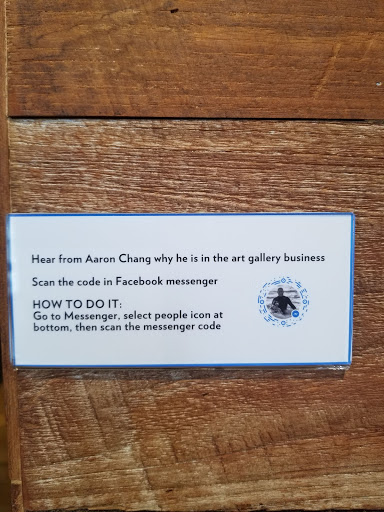 Hear from Aaron Chang why he is in the art gallery business
Scan the code in Facebook messenger
HOW TO DO IT:
Go to Messenger, select people icon at
bottom, then scan the messenger code